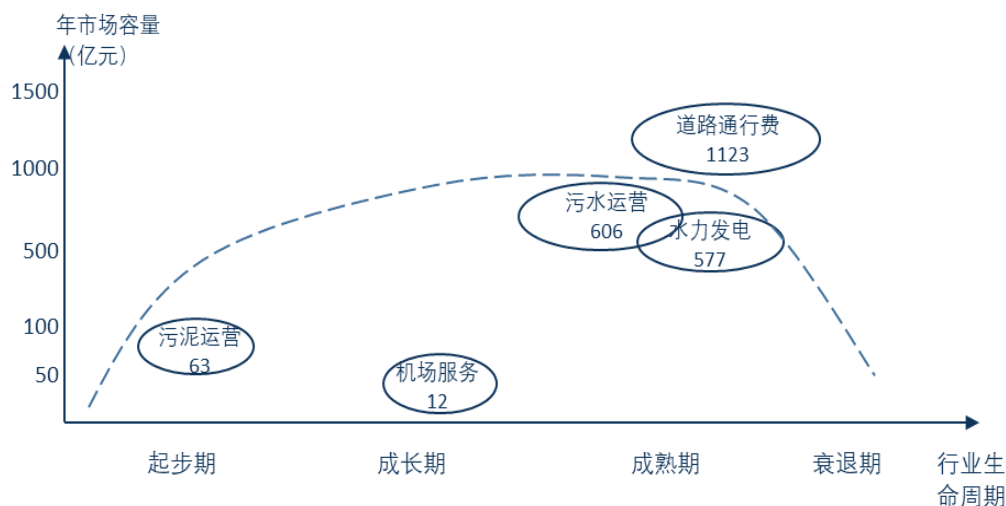 年市场容量
（亿元）
1500
1000
500
100
50
道路通行费
1123
污水运营
606
水力发电
577
污泥运营
63
机场服务
12
起步期
成长期
成熟期
衰退期
行业生
命周期